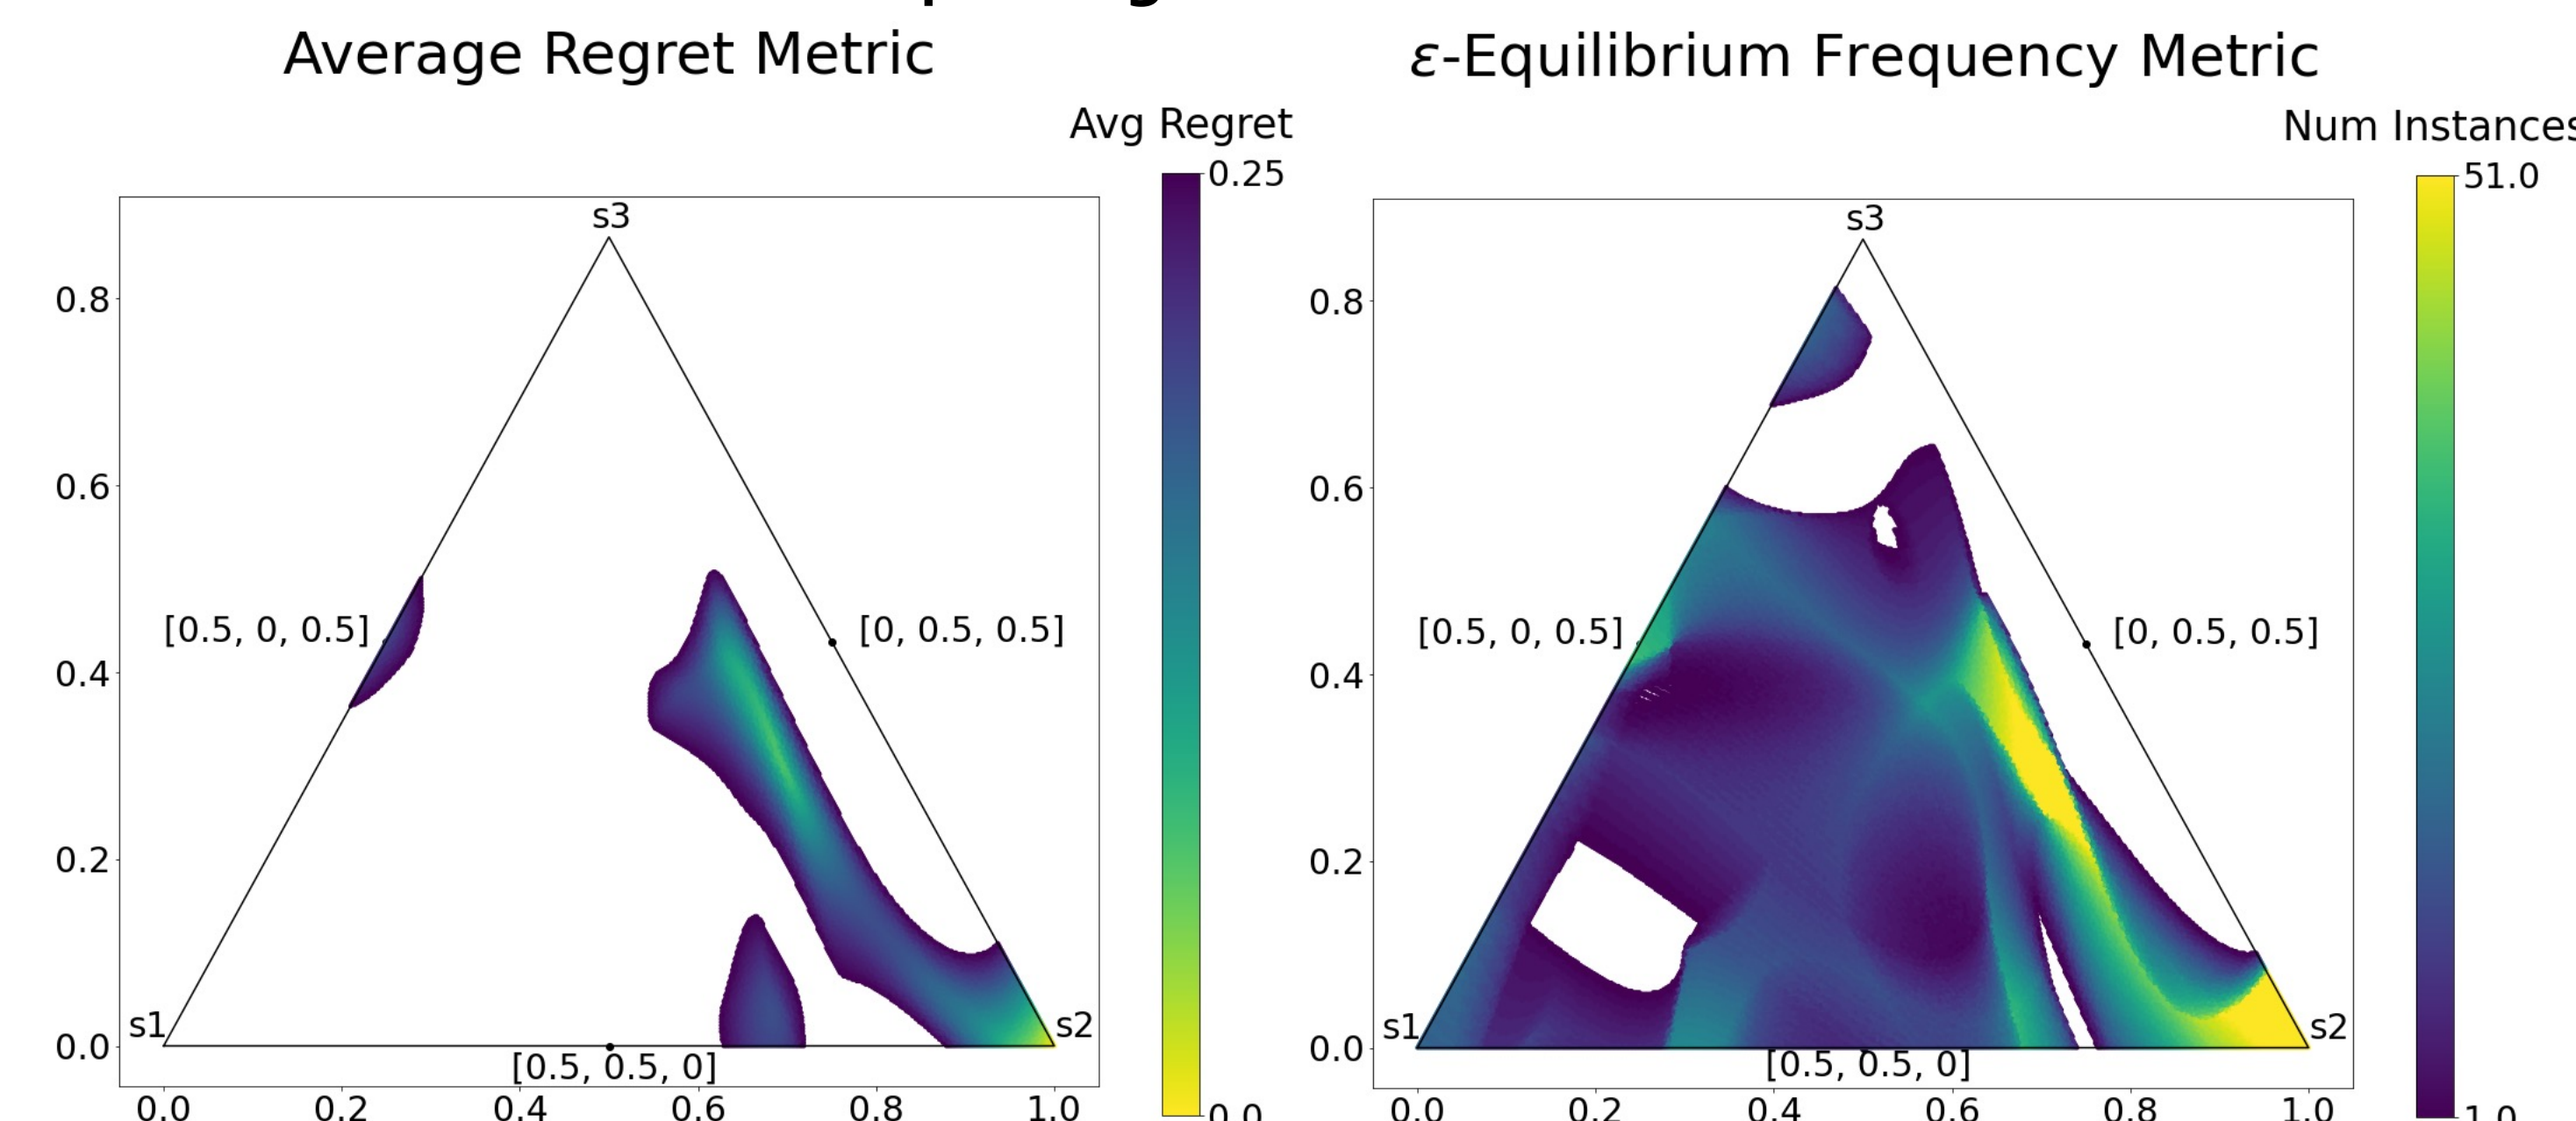 Average Regret Metric
Avg Regret
0.25
s3
0.8
0.6
[0.5, 0, 0.5]
[0, 0.5, 0.5]
0.4
0.2
s1
s2
0.0
[0.5, 0.5, 0]
0.0 0.2 0.4 0.6 0.8 1.0
0.0
ε-Equilibrium Frequency Metric
Num Instances
51.0
s3
0.8
0.6
[0.5, 0, 0.5]
[0, 0.5, 0.5]
0.4
0.2
s1
s2
0.0
[0.5, 0.5, 0]
0.0 0.2 0.4 0.6 0.8 1.0
1.0